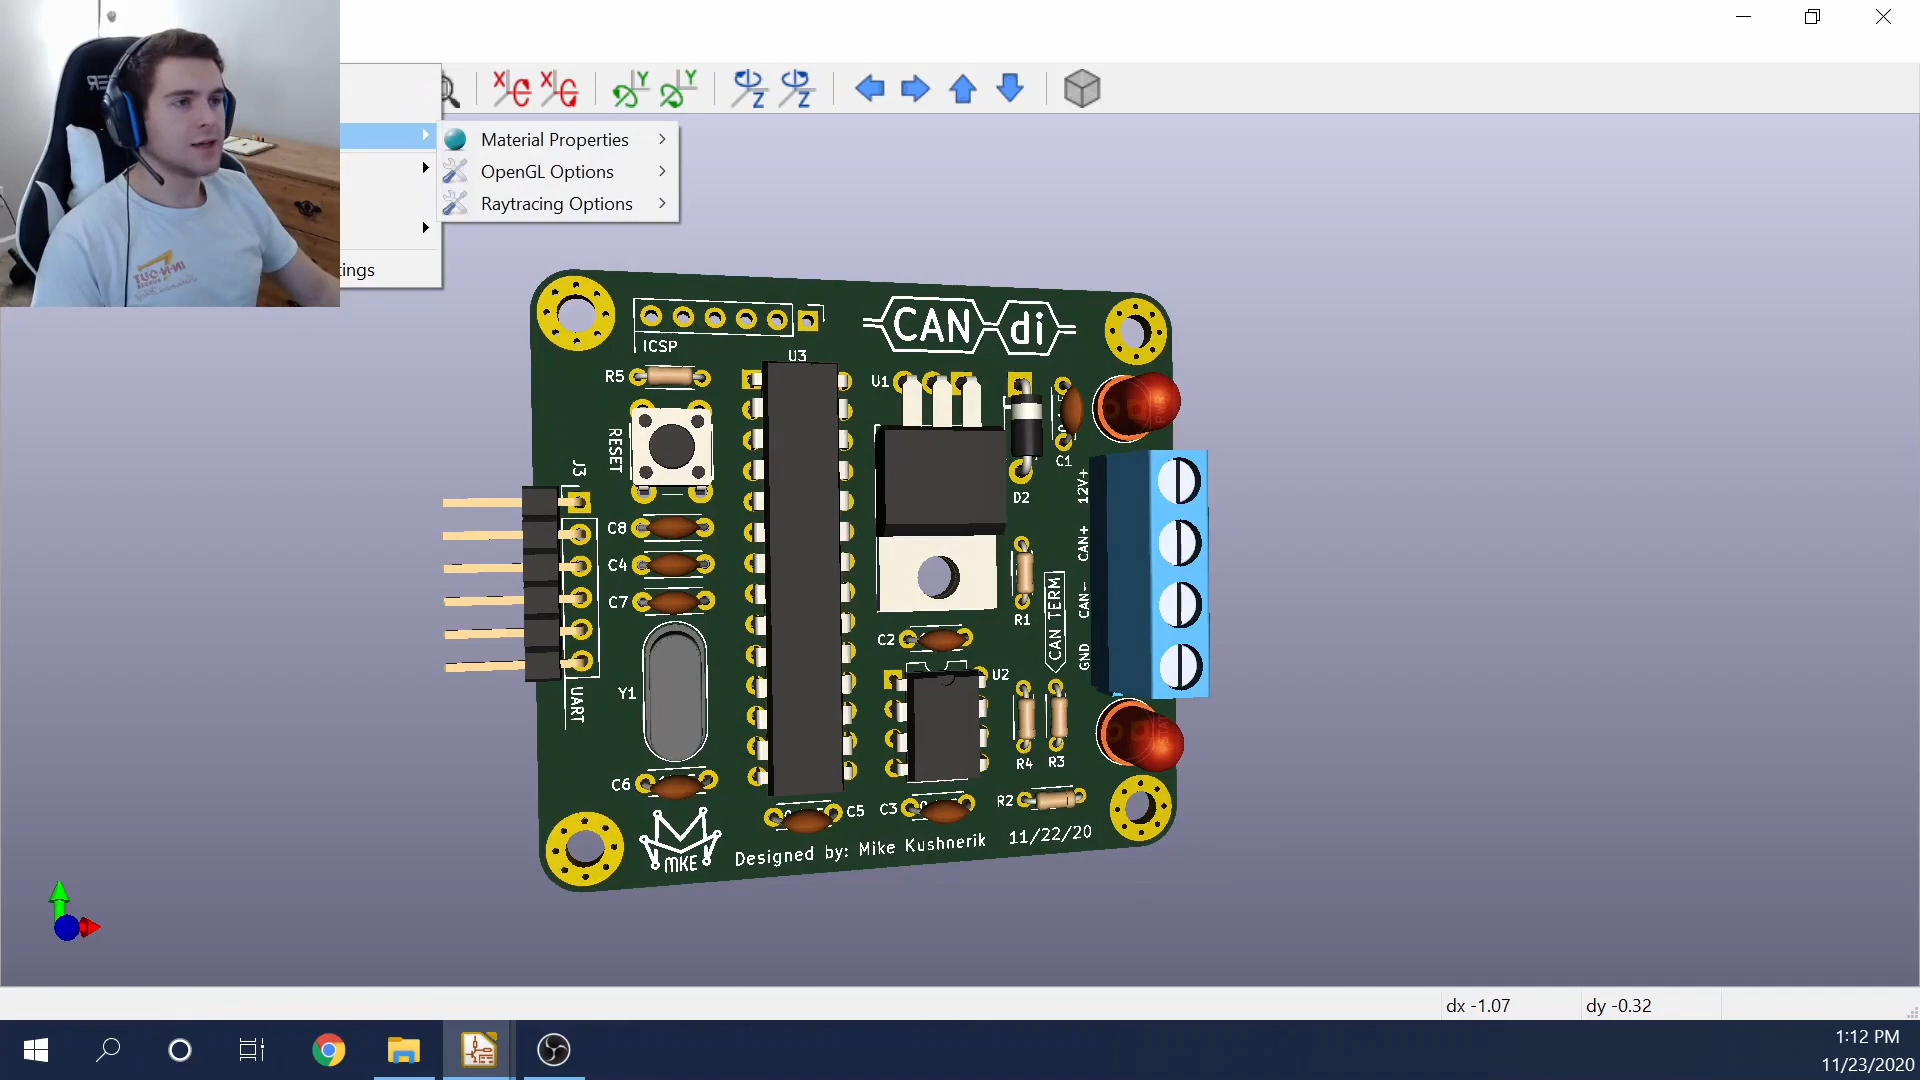 X X Y Y Z Z
Material Properties
OpenGL Options
Raytracing Options
tings
CAN di
ICSP
U3
R5
U1
RESET
J3
C1
12V+
D2
C8
CAN+
C4
C7
CAN-
R1
CAN TERM
C2
GND
U2
Y1
UART
R4
R3
C6
C5
C3
R2
MKE
Designed by: Mike Kushnerik
11/22/20
dx -1.07
dy -0.32
1:12 PM
11/23/2020